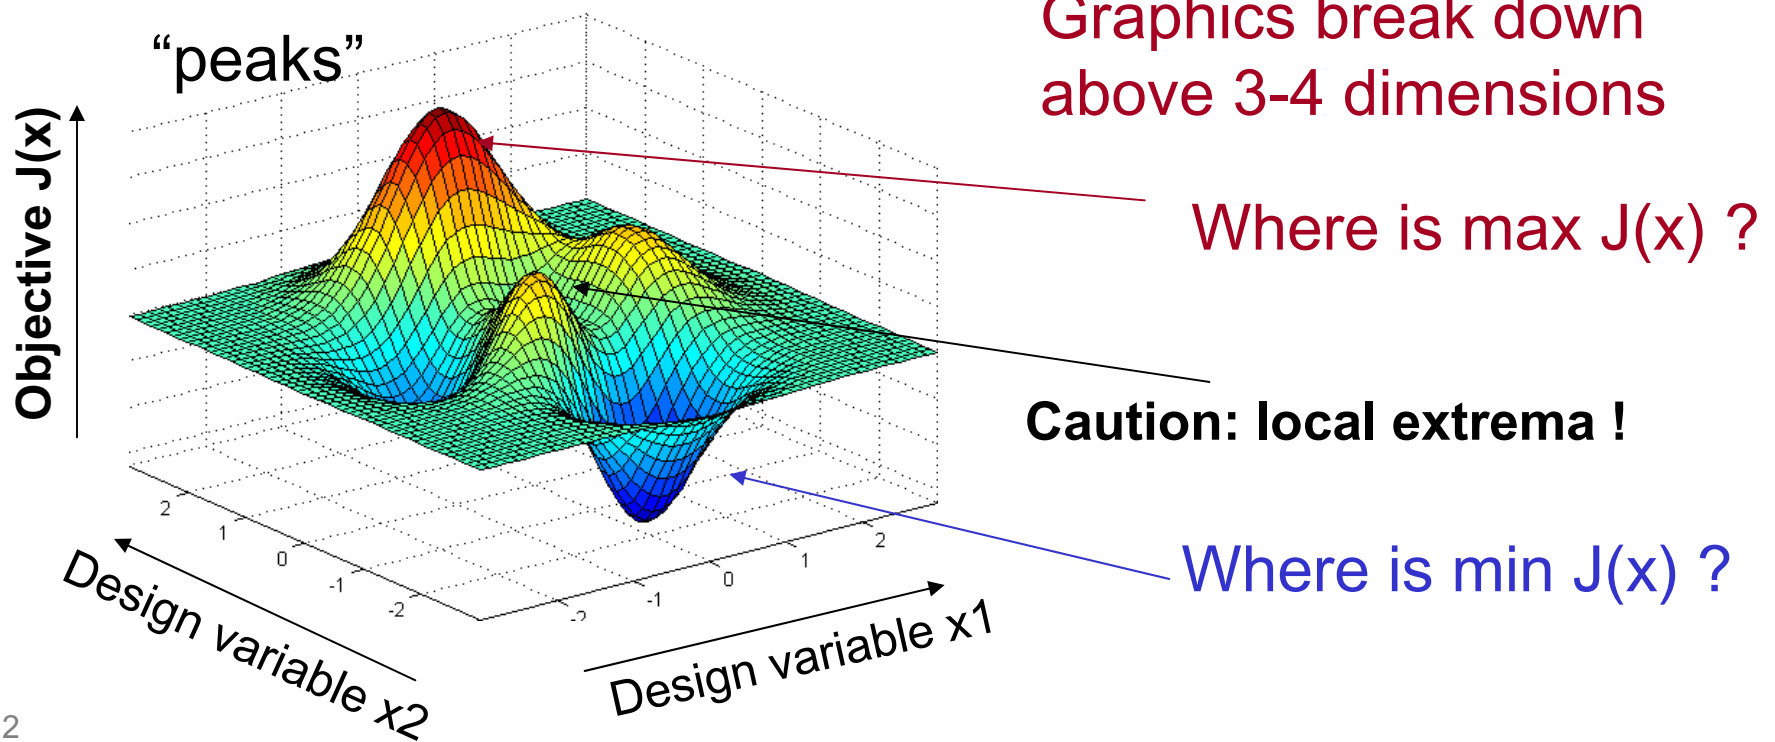 Graphics break down
above 3-4 dimensions
“peaks”
Objective J(x)
Where is max J(x) ?
Caution: local extrema !
Where is min J(x) ?
2
1
0
-1
-2
-2
-1
0
1
2
Design variable x2
Design variable x1
2